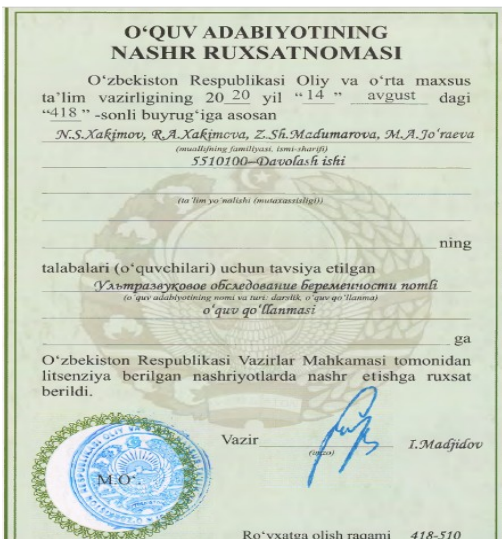 O‘QUV ADABIYOTINING
NASHR RUXSATNOMASI
O‘zbekiston Respublikasi Oliy va o‘rta maxsus
ta’lim vazirligining 20 20 yil “ 14 ” avgust dagi
“418 ” -sonli buyrug‘iga asosan
N.S.Xakimov, R.A.Xakimova, Z.Sh.Madumarova, M.A.Jo‘raeva
(muallifning familiyasi, ismi-sharifi)
5510100–Davolash ishi
(ta’lim yo‘nalishi (mutaxassisligi))
ning
talabalari (o‘quvchilari) uchun tavsiya etilgan
Ультразвуковое обследование беременности nomli
(o‘quv adabiyotining nomi va turi: darslik, o‘quv qo‘llanma)
o‘quv qo‘llanmasi
ga
O‘zbekiston Respublikasi Vazirlar Mahkamasi tomonidan
litsenziya berilgan nashriyotlarda nashr etishga ruxsat
berildi.
Vazir
(imzo)
I.Madjidov
M.O‘.
Ro‘yxatga olish raqami 418-510